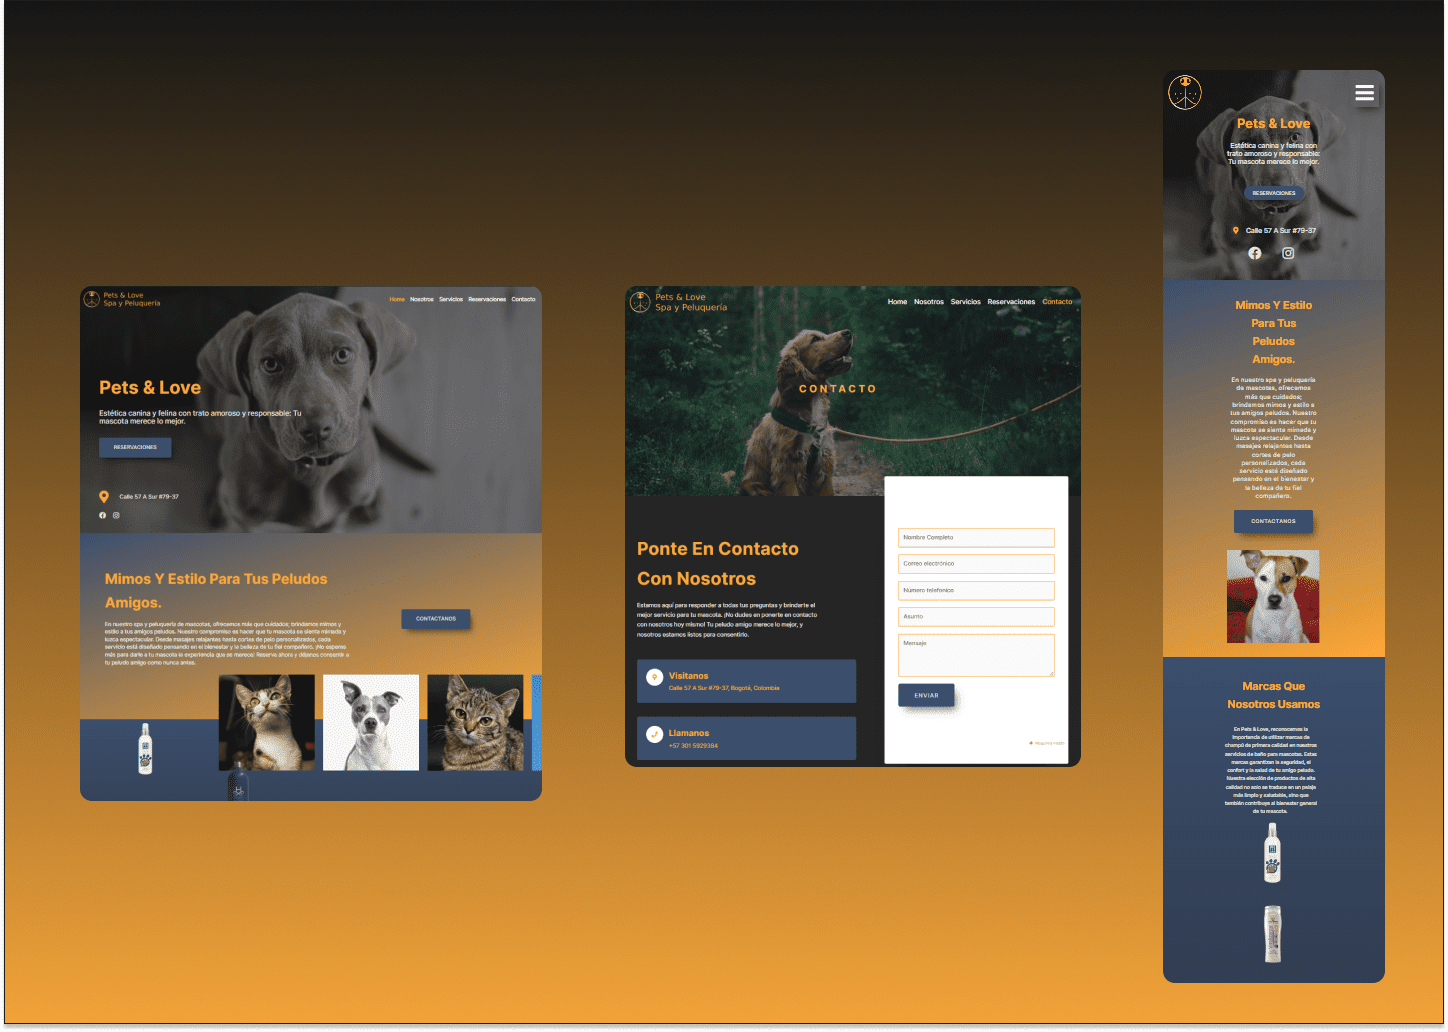 Pets & Love
Spa y Peluquería
Home Nosotros Servicios Reservaciones Contacto
Pets & Love
Estética canina y felina con trato amoroso y responsable: Tu
mascota merece lo mejor.
RESERVACIONES
Calle 57 A Sur #79-37
Mimos Y Estilo Para Tus Peludos
Amigos.
En nuestro spa y peluquería de mascotas, ofrecemos más que cuidados; brindamos mimos y
estilo a tus amigos peludos. Nuestro compromiso es hacer que tu mascota se sienta mimada y
luzca espectacular. Desde masajes relajantes hasta cortes de pelo personalizados, cada
servicio está diseñado pensando en el bienestar y la belleza de tu fiel compañero. ¡No esperes
más para darle a tu mascota la experiencia que se merece! Reserva ahora y déjanos consentir a
tu peludo amigo como nunca antes.
CONTACTANOS
Pets & Love
Spa y Peluquería
Home Nosotros Servicios Reservaciones Contacto
CONTACTO
Ponte En Contacto
Con Nosotros
Estamos aquí para responder a todas tus preguntas y brindarte el
mejor servicio para tu mascota. ¡No dudes en ponerte en contacto
con nosotros hoy mismo! Tu peludo amigo merece lo mejor, y
nosotros estamos listos para consentirlo.
Visitanos
Calle 57 A Sur #79-37, Bogotá, Colombia
Llamanos
+57 301 5929384
Nombre Completo
Correo electrónico
Número telefonico
Asunto
Mensaje
ENVIAR
Pets & Love
Estética canina y felina con
trato amoroso y responsable:
Tu mascota merece lo mejor.
RESERVACIONES
Calle 57 A Sur #79-37
Mimos Y Estilo
Para Tus
Peludos
Amigos.
En nuestro spa y peluquería
de mascotas, ofrecemos
más que cuidados;
brindamos mimos y estilo a
tus amigos peludos. Nuestro
compromiso es hacer que tu
mascota se sienta mimada y
luzca espectacular. Desde
masajes relajantes hasta
cortes de pelo
personalizados, cada
servicio está diseñado
pensando en el bienestar y
la belleza de tu fiel
compañero.
CONTACTANOS
Marcas Que
Nosotros Usamos
En Pets & Love, reconocemos la
importancia de utilizar marcas de
champú de primera calidad en nuestros
servicios de baño para mascotas. Estas
marcas garantizan la seguridad, el
confort y la salud de tu amigo peludo.
Nuestra elección de productos de alta
calidad no solo se traduce en un pelaje
más limpio y saludable, sino que
también contribuye al bienestar general
de tu mascota.